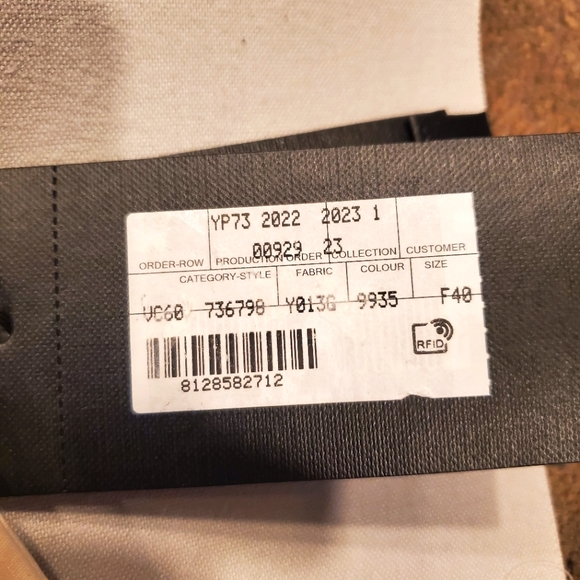 YP73 2022 2023 1
00929 23
ORDER-ROW PRODUCTION ORDER COLLECTION CUSTOMER
CATEGORY-STYLE FABRIC COLOUR SIZE
VC60 736798 Y013G 9935 F40
RFID
8128582712